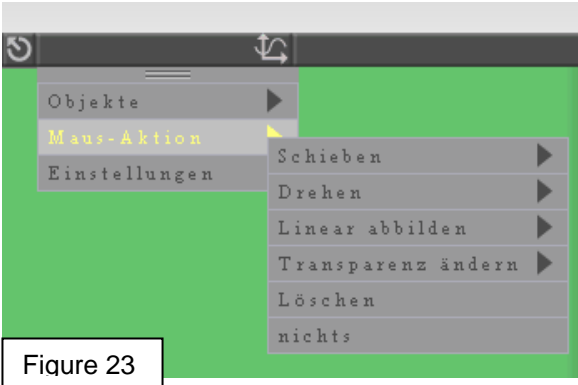 Objekte
Maus-Aktion
Einstellungen
Schieben
Drehen
Linear abbilden
Transparenz ändern
Löschen
nichts
Figure 23